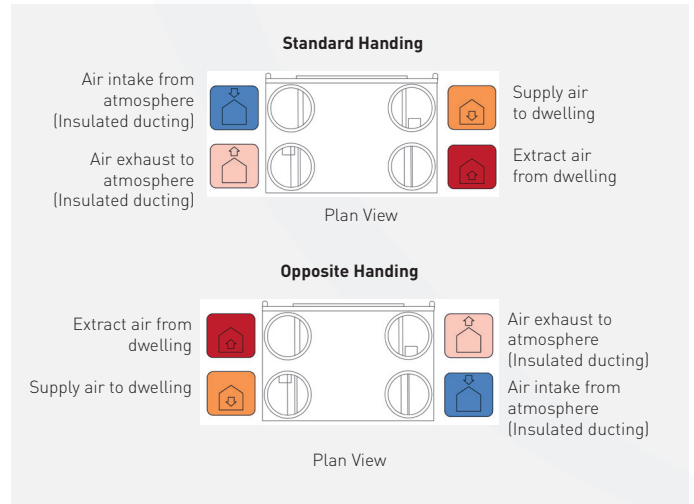 Standard Handing
Air intake from
atmosphere
(Insulated ducting)
Air exhaust to
atmosphere
(Insulated ducting)
Supply air
to dwelling
Extract air
from dwelling
Plan View
Opposite Handing
Extract air from
dwelling
Supply air to dwelling
Air exhaust to
atmosphere
(Insulated ducting)
Air intake from
atmosphere
(Insulated ducting)
Plan View